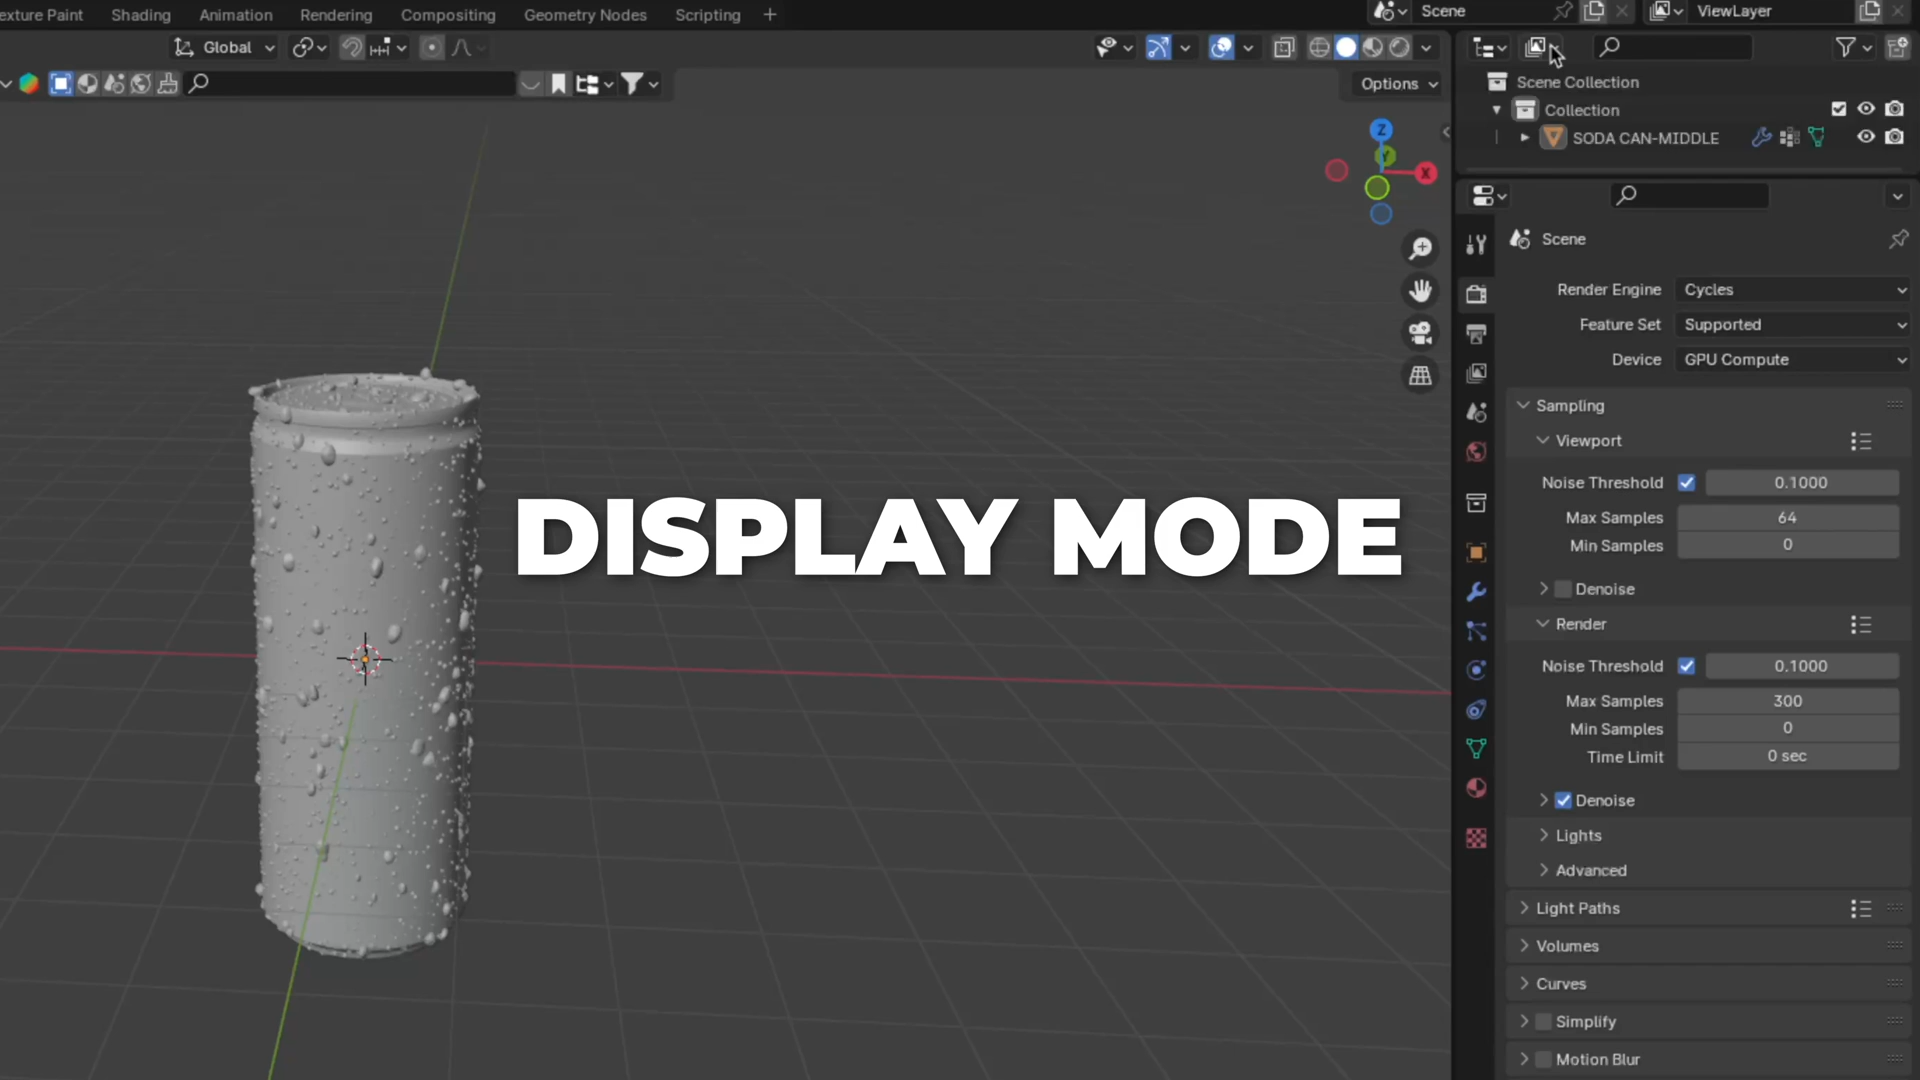 exture Paint Shading Animation Rendering Compositing Geometry Nodes Scripting +
Scene
ViewLayer
Global
Options
Z
Y
X
Scene Collection
Collection
SODA CAN-MIDDLE
Scene
Render Engine Cycles
Feature Set Supported
Device GPU Compute
Sampling
Viewport
Noise Threshold 0.1000
Max Samples 64
Min Samples 0
Denoise
Render
Noise Threshold 0.1000
Max Samples 300
Min Samples 0
Time Limit 0 sec
Denoise
Lights
Advanced
Light Paths
Volumes
Curves
Simplify
Motion Blur
DISPLAY MODE